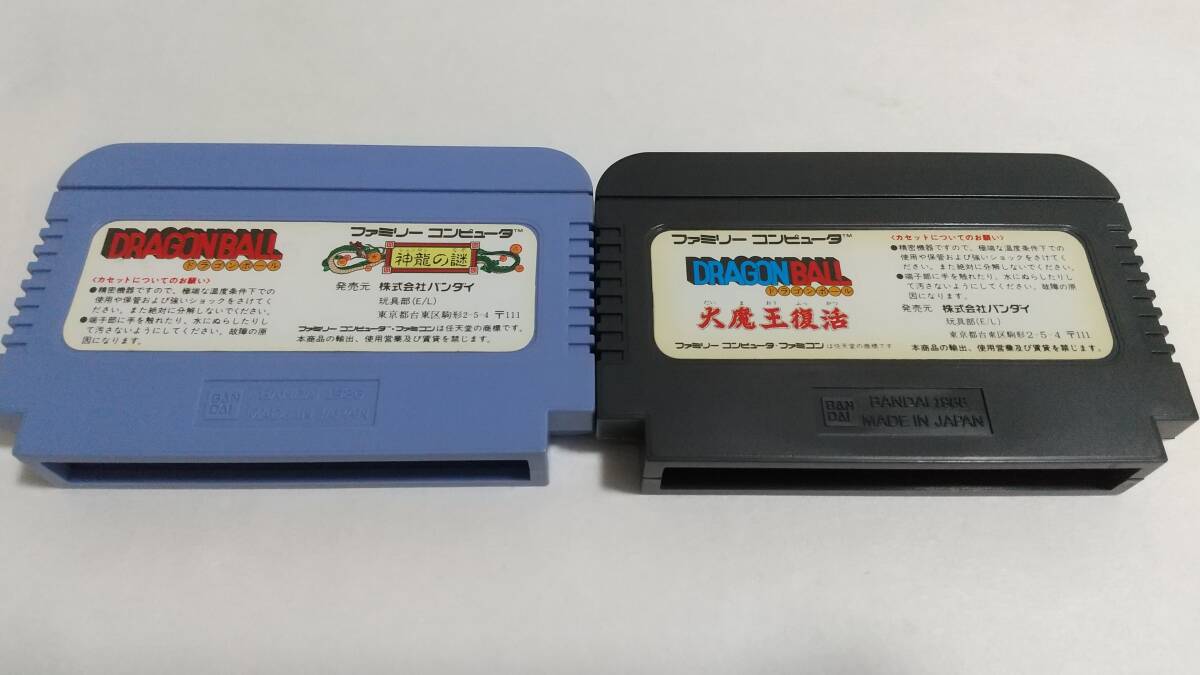 DRAGONBALL
ドラゴンボール
〈カセットについてのお願い〉
●精密機器ですので、極端な温度条件下での
使用や保管および強いショックをさけてく
ださい。また絶対に分解しないでください。
●端子部に手を触れたり、水にぬらしたりし
て汚さないようにしてください。故障の原
因になります。
ファミリー コンピュータ™
神龍の謎
発売元 株式会社バンダイ
玩具部(E/L)
東京都台東区駒形2-5-4 〒111
ファミリー コンピュータ・ファミコンは任天堂の商標です。
本商品の輸出、使用営業及び賃貸を禁じます。
BAN
DAI
MADE IN JAPAN
ファミリー コンピュータ™
DRAGONBALL
ドラゴンボール
だい ま おう ふっ かつ
大魔王復活
ファミリー コンピュータ・ファミコンは任天堂の商標です
〈カセットについてのお願い〉
●精密機器ですので、極端な温度条件下での
使用や保管および強いショックをさけてく
ださい。また絶対に分解しないでください。
●端子部に手を触れたり、水にぬらしたりし
て汚さないようにしてください。故障の原
因になります。
発売元 株式会社バンダイ
玩具部(E/L)
東京都台東区駒形2-5-4 〒111
本商品の輸出、使用営業及び賃貸を禁じます。
BAN
DAI
BANDAI
MADE IN JAPAN